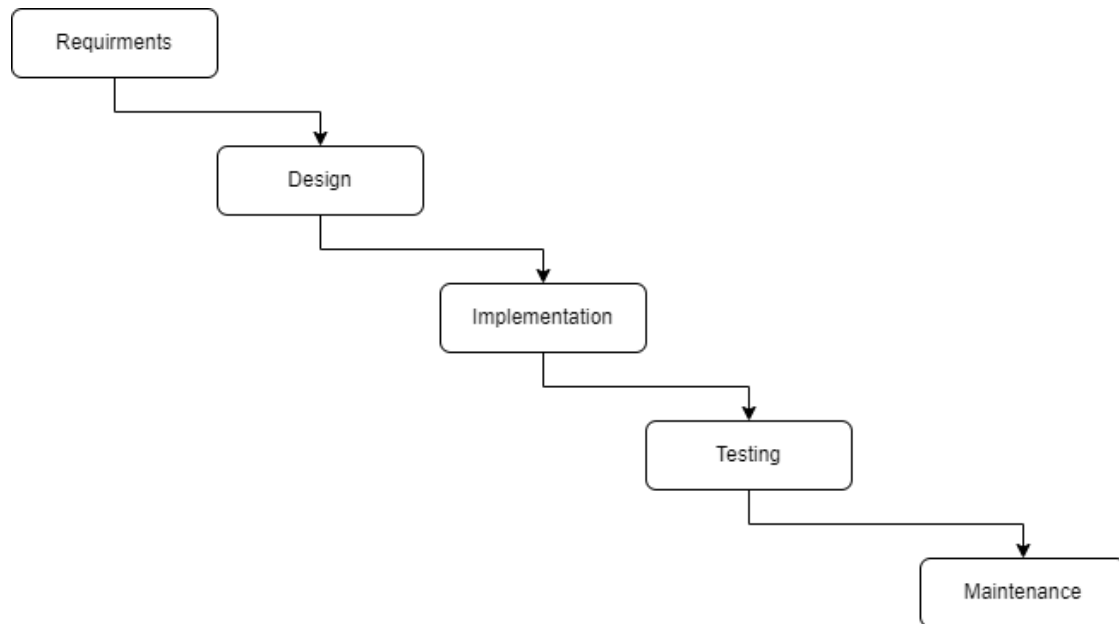 Requirments
Design
Implementation
Testing
Maintenance